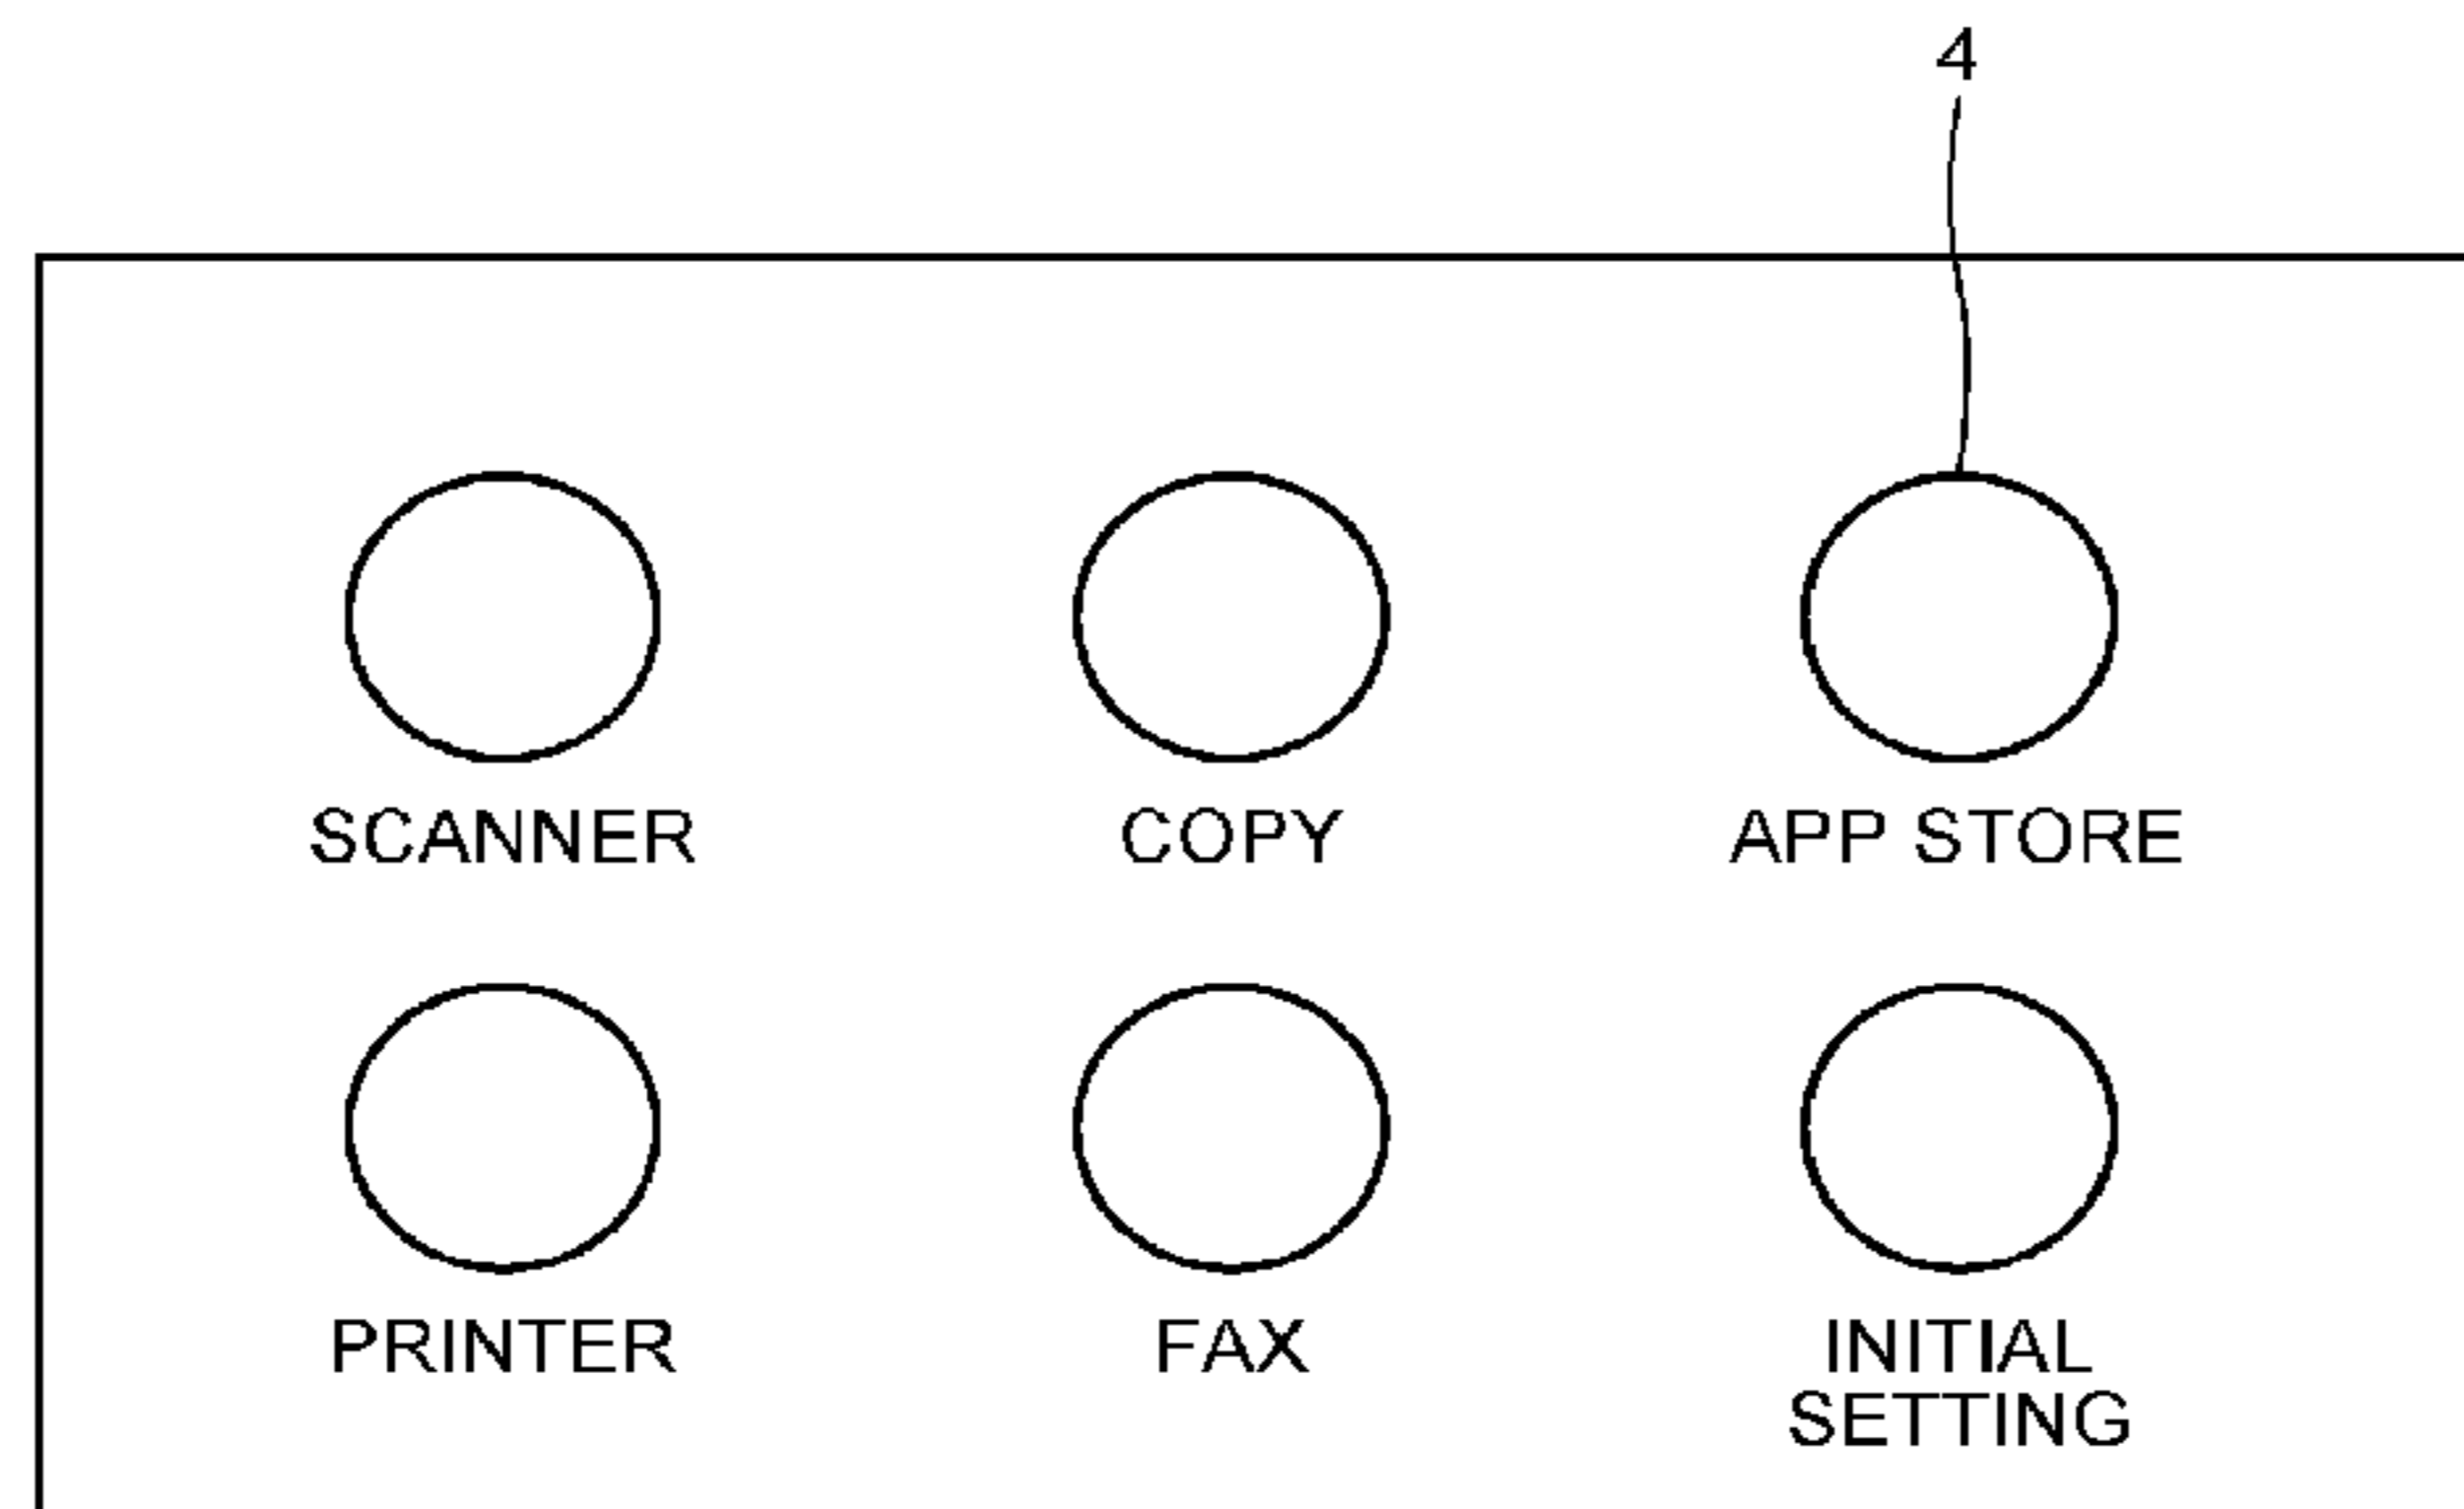 4
SCANNER
COPY
APP STORE
PRINTER
FAX
INITIAL
SETTING